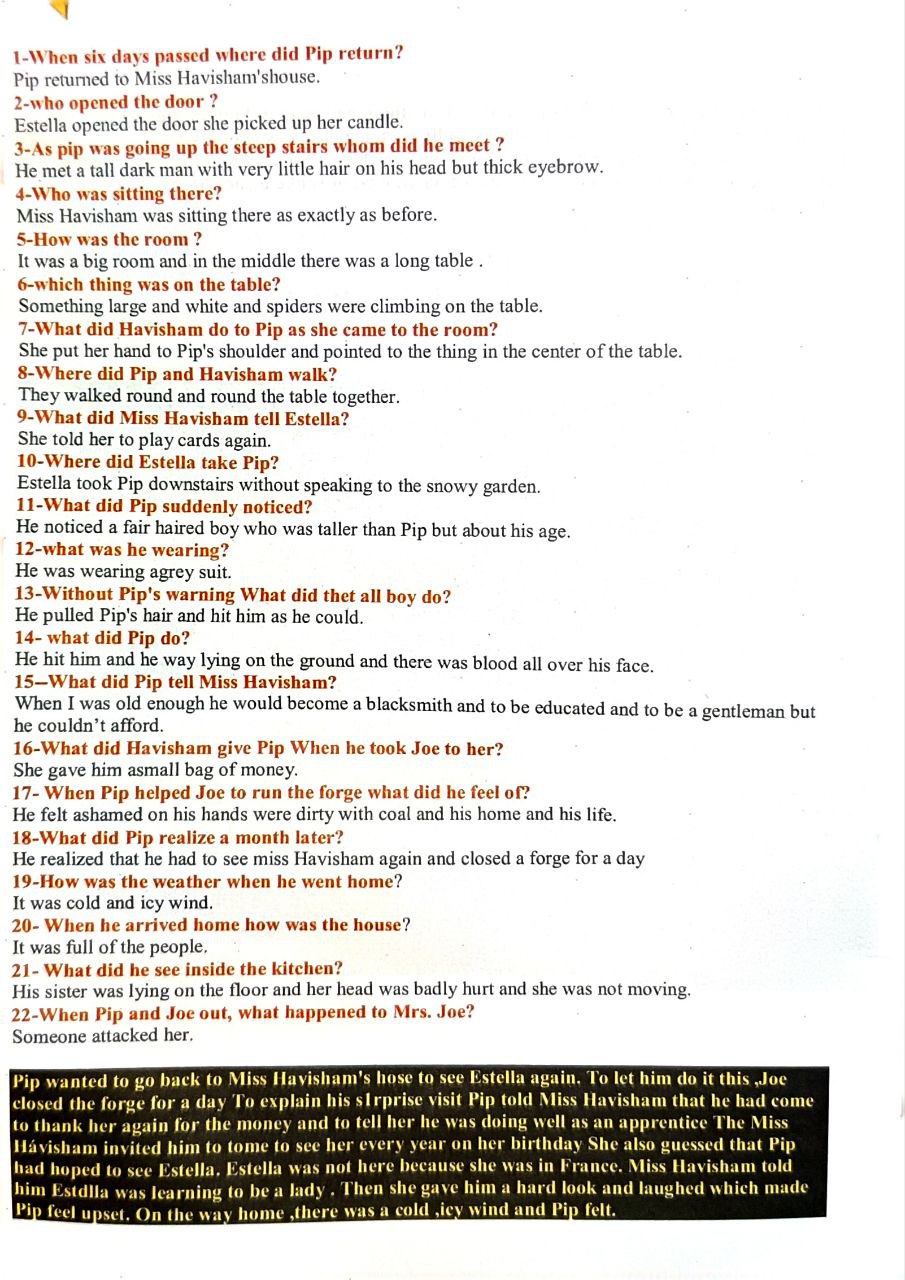 1-When six days passed where did Pip return?
Pip returned to Miss Havisham'shouse.
2-who opened the door ?
Estella opened the door she picked up her candle.
3-As pip was going up the steep stairs whom did he meet ?
He met a tall dark man with very little hair on his head but thick eyebrow.
4-Who was sitting there?
Miss Havisham was sitting there as exactly as before.
5-How was the room ?
It was a big room and in the middle there was a long table .
6-which thing was on the table?
Something large and white and spiders were climbing on the table.
7-What did Havisham do to Pip as she came to the room?
She put her hand to Pip's shoulder and pointed to the thing in the center of the table.
8-Where did Pip and Havisham walk?
They walked round and round the table together.
9-What did Miss Havisham tell Estella?
She told her to play cards again.
10-Where did Estella take Pip?
Estella took Pip downstairs without speaking to the snowy garden.
11-What did Pip suddenly noticed?
He noticed a fair haired boy who was taller than Pip but about his age.
12-what was he wearing?
He was wearing agrey suit.
13-Without Pip's warning What did thet all boy do?
He pulled Pip's hair and hit him as he could.
14- what did Pip do?
He hit him and he way lying on the ground and there was blood all over his face.
15–What did Pip tell Miss Havisham?
When I was old enough he would become a blacksmith and to be educated and to be a gentleman but
he couldn't afford.
16-What did Havisham give Pip When he took Joe to her?
She gave him asmall bag of money.
17- When Pip helped Joe to run the forge what did he feel of?
He felt ashamed on his hands were dirty with coal and his home and his life.
18-What did Pip realize a month later?
He realized that he had to see miss Havisham again and closed a forge for a day
19-How was the weather when he went home?
It was cold and icy wind.
20- When he arrived home how was the house?
It was full of the people.
21- What did he see inside the kitchen?
His sister was lying on the floor and her head was badly hurt and she was not moving.
22-When Pip and Joe out, what happened to Mrs. Joe?
Someone attacked her.
Pip wanted to go back to Miss Havisham's hose to see Estella again. To let him do it this ,Joe
closed the forge for a day To explain his s1rprise visit Pip told Miss Havisham that he had come
to thank her again for the money and to tell her he was doing well as an apprentice The Miss
Hávisham invited him to tome to see her every year on her birthday She also guessed that Pip
had hoped to see Estella. Estella was not here because she was in France. Miss Havisham told
him Estdlla was learning to be a lady . Then she gave him a hard look and laughed which made
Pip feel upset. On the way home ,there was a cold ,icy wind and Pip felt.